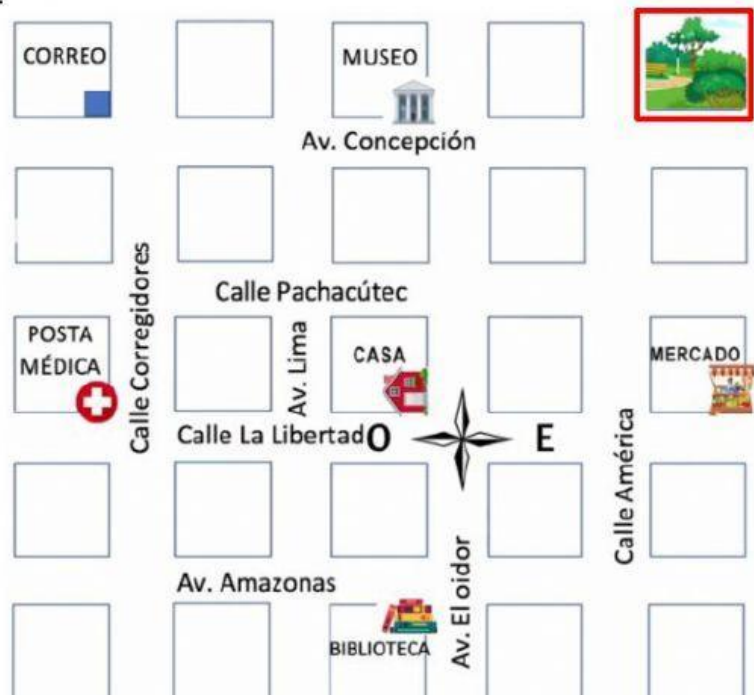 CORREO
MUSEO
Av. Concepción
Calle Corregidores
Calle Pachacútec
POSTA
MÉDICA
Av. Lima
CASA
MERCADO
Calle La Libertad
O
E
Calle América
Av. Amazonas
Av. El oidor
BIBLIOTECA